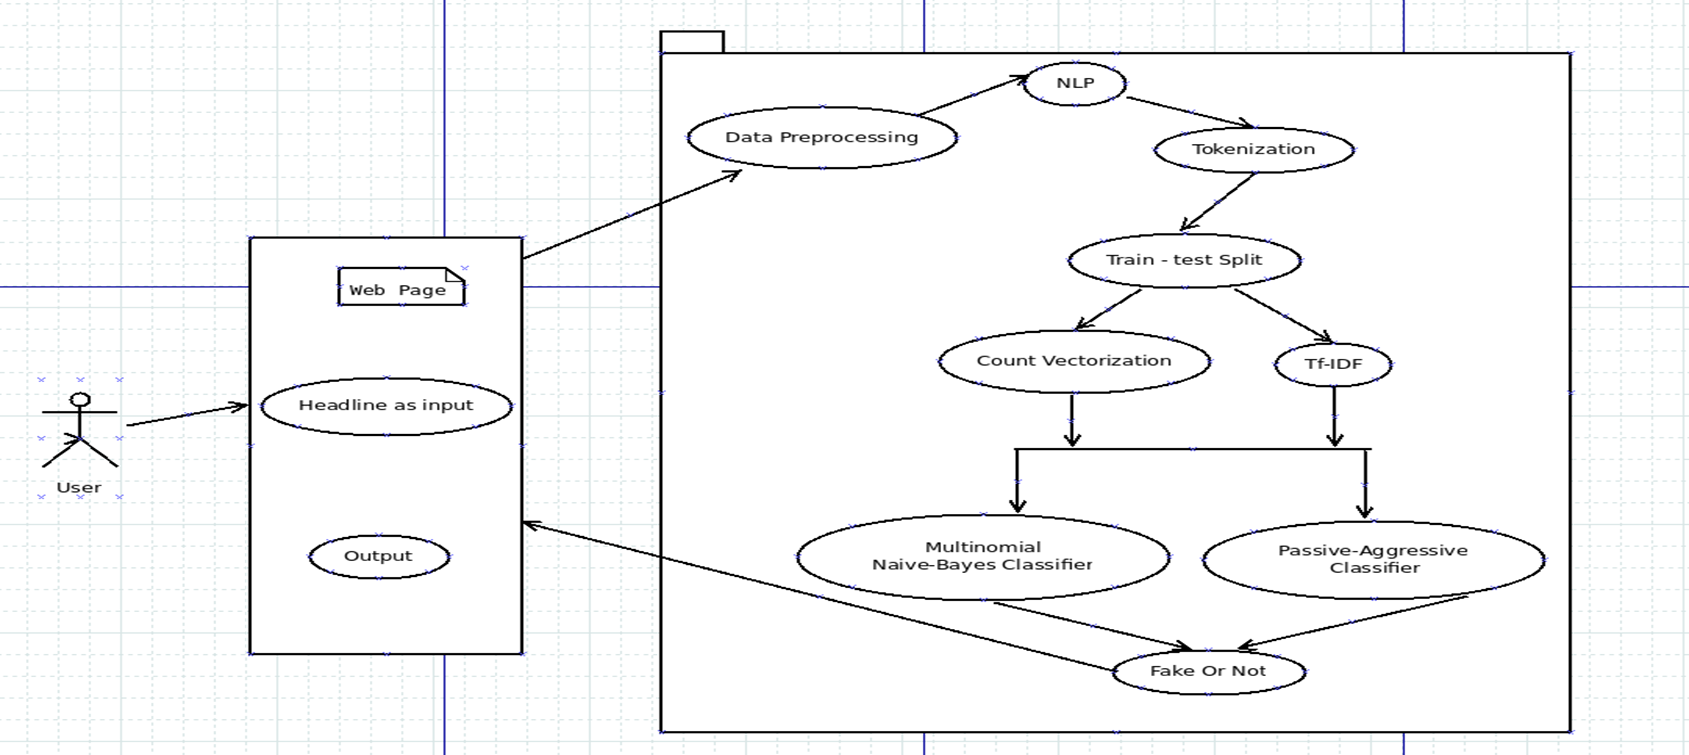 NLP
Data Preprocessing
Tokenization
Train - test Split
Web Page
Count Vectorization
Tf-IDF
Headline as input
User
Output
Multinomial
Naive-Bayes Classifier
Passive-Aggressive
Classifier
Fake Or Not